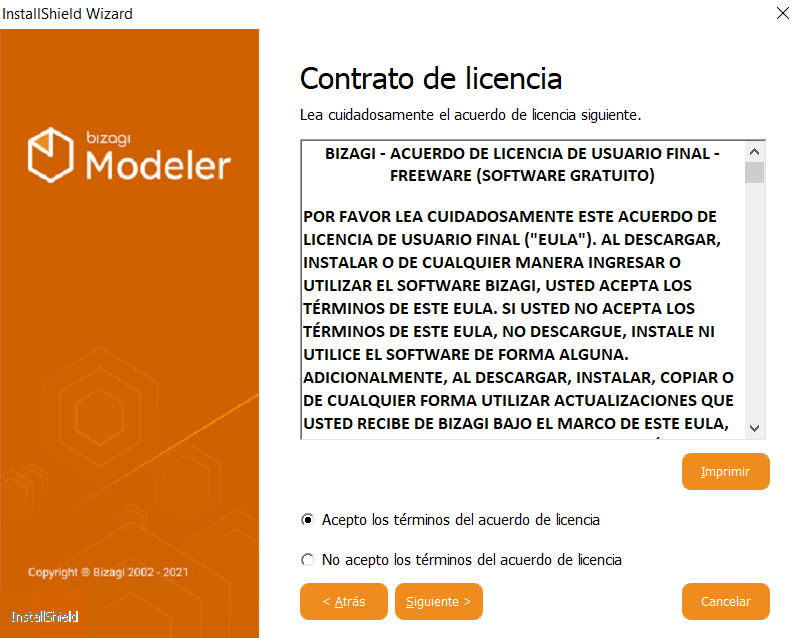 InstallShield Wizard
bizagi
Modeler
Contrato de licencia
Lea cuidadosamente el acuerdo de licencia siguiente.
BIZAGI - ACUERDO DE LICENCIA DE USUARIO FINAL -
FREEWARE (SOFTWARE GRATUITO)
POR FAVOR LEA CUIDADOSAMENTE ESTE ACUERDO DE
LICENCIA DE USUARIO FINAL ("EULA"). AL DESCARGAR,
INSTALAR O DE CUALQUIER MANERA INGRESAR O
UTILIZAR EL SOFTWARE BIZAGI, USTED ACEPTA LOS
TÉRMINOS DE ESTE EULA. SI USTED NO ACEPTA LOS
TÉRMINOS DE ESTE EULA, NO DESCARGUE, INSTALE NI
UTILICE EL SOFTWARE DE FORMA ALGUNA.
ADICIONALMENTE, AL DESCARGAR, INSTALAR, COPIAR O
DE CUALQUIER FORMA UTILIZAR ACTUALIZACIONES QUE
USTED RECIBE DE BIZAGI BAJO EL MARCO DE ESTE EULA,
Imprimir
Acepto los términos del acuerdo de licencia
No acepto los términos del acuerdo de licencia
Copyright © Bizagi 2002 - 2021
InstallShield
< Atrás
Siguiente >
Cancelar